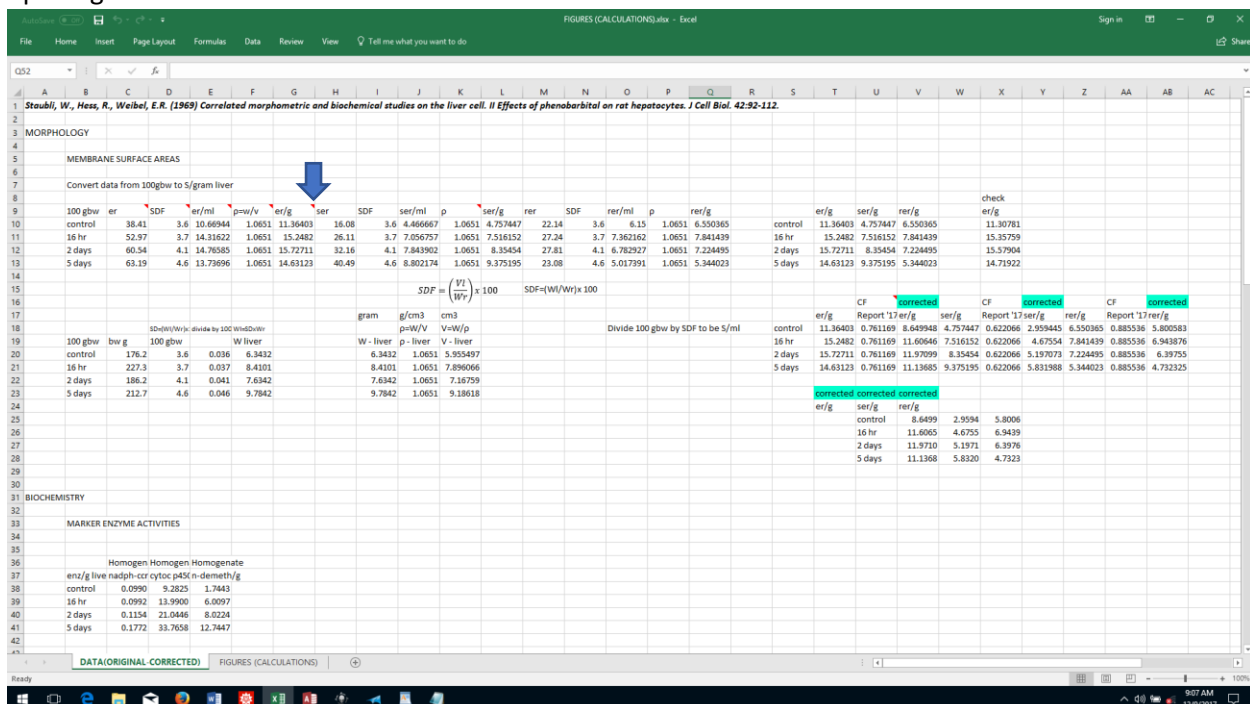 AutoSave Off FIGURES (CALCULATIONS).xlsx - Excel Sign in
File Home Insert Page Layout Formulas Data Review View Tell me what you want to do Share
Q52 fx
A B C D E F G H I J K L M N O P Q R S T U V W X Y Z AA AB AC
1 Staubli, W., Hess, R., Weibel, E.R. (1969) Correlated morphometric and biochemical studies on the liver cell. II Effects of phenobarbital on rat hepatocytes. J Cell Biol. 42:92-112.
2
3 MORPHOLOGY
4
5 MEMBRANE SURFACE AREAS
6
7 Convert data from 100gbw to S/gram liver
8 check
9 100 gbw er SDF er/ml ρ=w/v er/g ser SDF ser/ml ρ ser/g rer SDF rer/ml ρ rer/g er/g ser/g rer/g er/g
10 control 38.41 3.6 10.66944 1.0651 11.36403 16.08 3.6 4.466667 1.0651 4.757447 22.14 3.6 6.15 1.0651 6.550365 control 11.36403 4.757447 6.550365 11.30781
11 16 hr 52.97 3.7 14.31622 1.0651 15.2482 26.11 3.7 7.056757 1.0651 7.516152 27.24 3.7 7.362162 1.0651 7.841439 16 hr 15.2482 7.516152 7.841439 15.35759
12 2 days 60.54 4.1 14.76585 1.0651 15.72711 32.16 4.1 7.843902 1.0651 8.35454 27.81 4.1 6.782927 1.0651 7.224495 2 days 15.72711 8.35454 7.224495 15.57904
13 5 days 63.19 4.6 13.73696 1.0651 14.63123 40.49 4.6 8.802174 1.0651 9.375195 23.08 4.6 5.017391 1.0651 5.344023 5 days 14.63123 9.375195 5.344023 14.71922
14
15 SDF = (Vl/Wr) x 100 SDF=(Wl/Wr)x 100
16 CF corrected CF corrected CF corrected
17 gram g/cm3 cm3 er/g Report '17 er/g ser/g Report '17 ser/g rer/g Report '17 rer/g
18 SD=(Wl/Wr)x divide by 100 Wl=SDxWr ρ=W/V V=W/ρ Divide 100 gbw by SDF to be S/ml control 11.36403 0.761169 8.649948 4.757447 0.622066 2.959445 6.550365 0.885536 5.800583
19 100 gbw bw g 100 gbw W liver W - liver ρ - liver V - liver 16 hr 15.2482 0.761169 11.60646 7.516152 0.622066 4.67554 7.841439 0.885536 6.943876
20 control 176.2 3.6 0.036 6.3432 6.3432 1.0651 5.955497 2 days 15.72711 0.761169 11.97099 8.35454 0.622066 5.197073 7.224495 0.885536 6.39755
21 16 hr 227.3 3.7 0.037 8.4101 8.4101 1.0651 7.896066 5 days 14.63123 0.761169 11.13685 9.375195 0.622066 5.831988 5.344023 0.885536 4.732325
22 2 days 186.2 4.1 0.041 7.6342 7.6342 1.0651 7.16759
23 5 days 212.7 4.6 0.046 9.7842 9.7842 1.0651 9.18618 corrected corrected corrected
24 er/g ser/g rer/g
25 control 8.6499 2.9594 5.8006
26 16 hr 11.6065 4.6755 6.9439
27 2 days 11.9710 5.1971 6.3976
28 5 days 11.1368 5.8320 4.7323
29
30
31 BIOCHEMISTRY
32
33 MARKER ENZYME ACTIVITIES
34
35
36 Homogen Homogen Homogenate
37 enz/g live nadph-ccr cytoc p45( n-demeth/g
38 control 0.0990 9.2825 1.7443
39 16 hr 0.0992 13.9900 6.0097
40 2 days 0.1154 21.0446 8.0224
41 5 days 0.1772 33.7658 12.7447
42
DATA(ORIGINAL-CORRECTED) FIGURES (CALCULATIONS)
Ready 100%
9:07 AM